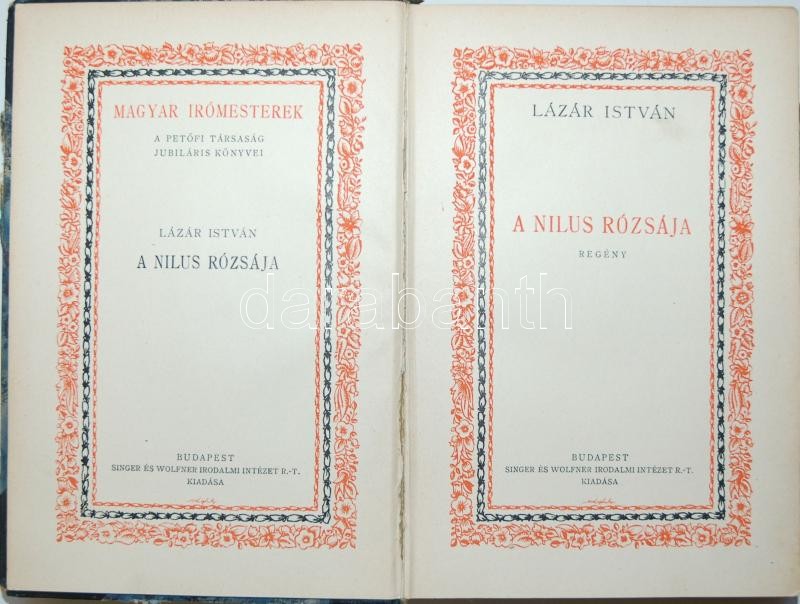 MAGYAR IRÓMESTEREK
A PETŐFI TÁRSASÁG
JUBILÁRIS KÖNYVEI
LÁZÁR ISTVÁN
A NILUS RÓZSÁJA
BUDAPEST
SINGER ÉS WOLFNER IRODALMI INTÉZET R.-T.
KIADÁSA
LÁZÁR ISTVÁN
A NILUS RÓZSÁJA
REGÉNY
BUDAPEST
SINGER ÉS WOLFNER IRODALMI INTÉZET R.-T.
KIADÁSA
darabanth